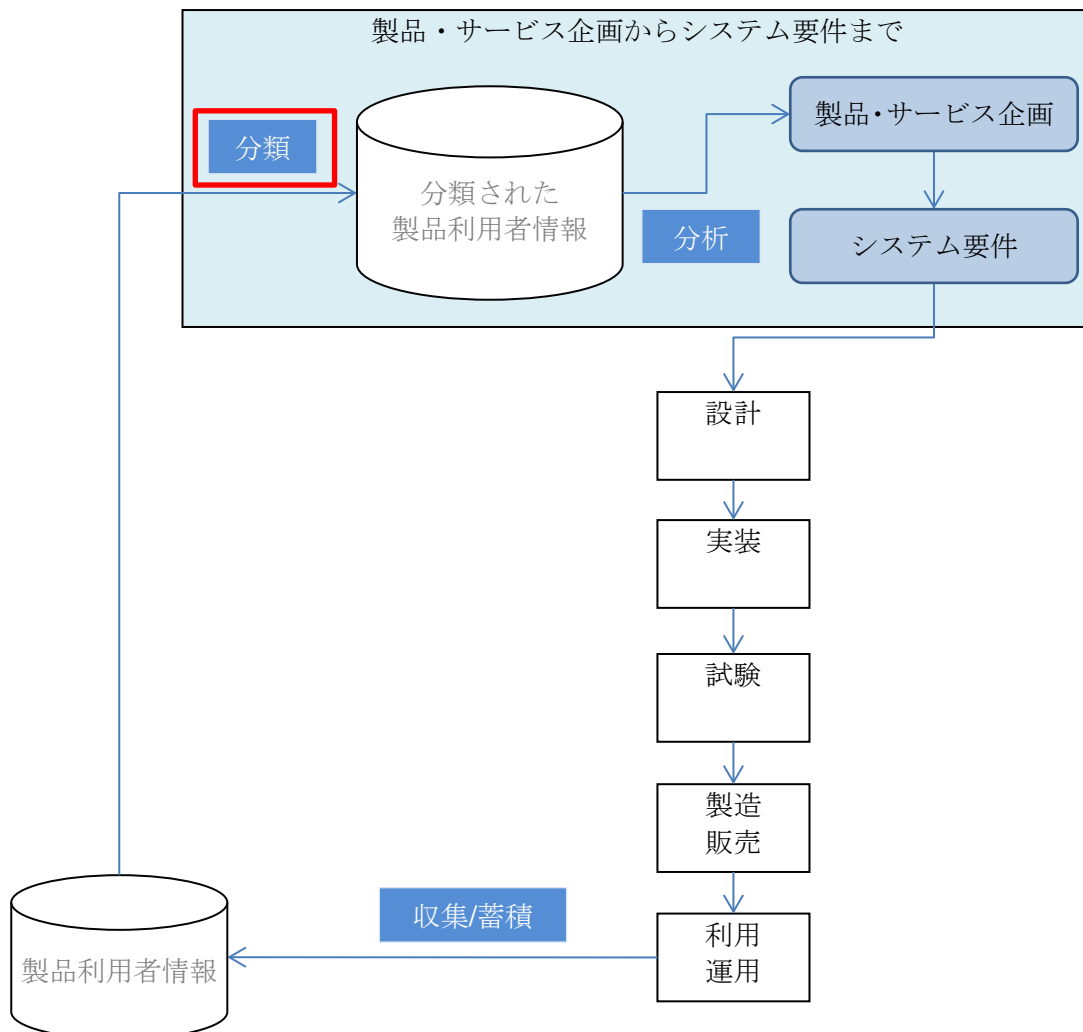 製品・サービス企画からシステム要件まで
分類
分類された
製品利用者情報
分析
製品・サービス企画
システム要件
設計
実装
試験
製造
販売
利用
運用
収集/蓄積
製品利用者情報